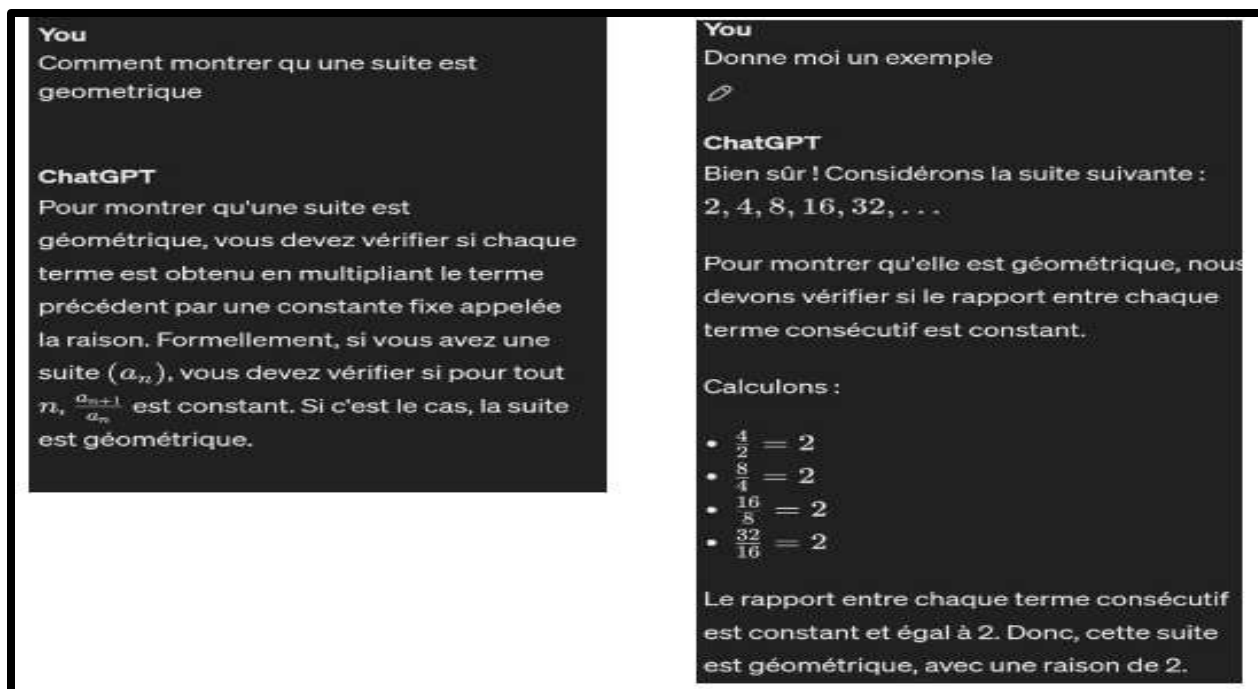 You
Comment montrer qu une suite est
geometrique
ChatGPT
Pour montrer qu'une suite est
géométrique, vous devez vérifier si chaque
terme est obtenu en multipliant le terme
précédent par une constante fixe appelée
la raison. Formellement, si vous avez une
suite (aₙ), vous devez vérifier si pour tout
n, aₙ₊₁/aₙ est constant. Si c'est le cas, la suite
est géométrique.
You
Donne moi un exemple
ChatGPT
Bien sûr ! Considérons la suite suivante :
2, 4, 8, 16, 32, . . .
Pour montrer qu'elle est géométrique, nous
devons vérifier si le rapport entre chaque
terme consécutif est constant.
Calculons :
• 4/2 = 2
• 8/4 = 2
• 16/8 = 2
• 32/16 = 2
Le rapport entre chaque terme consécutif
est constant et égal à 2. Donc, cette suite
est géométrique, avec une raison de 2.